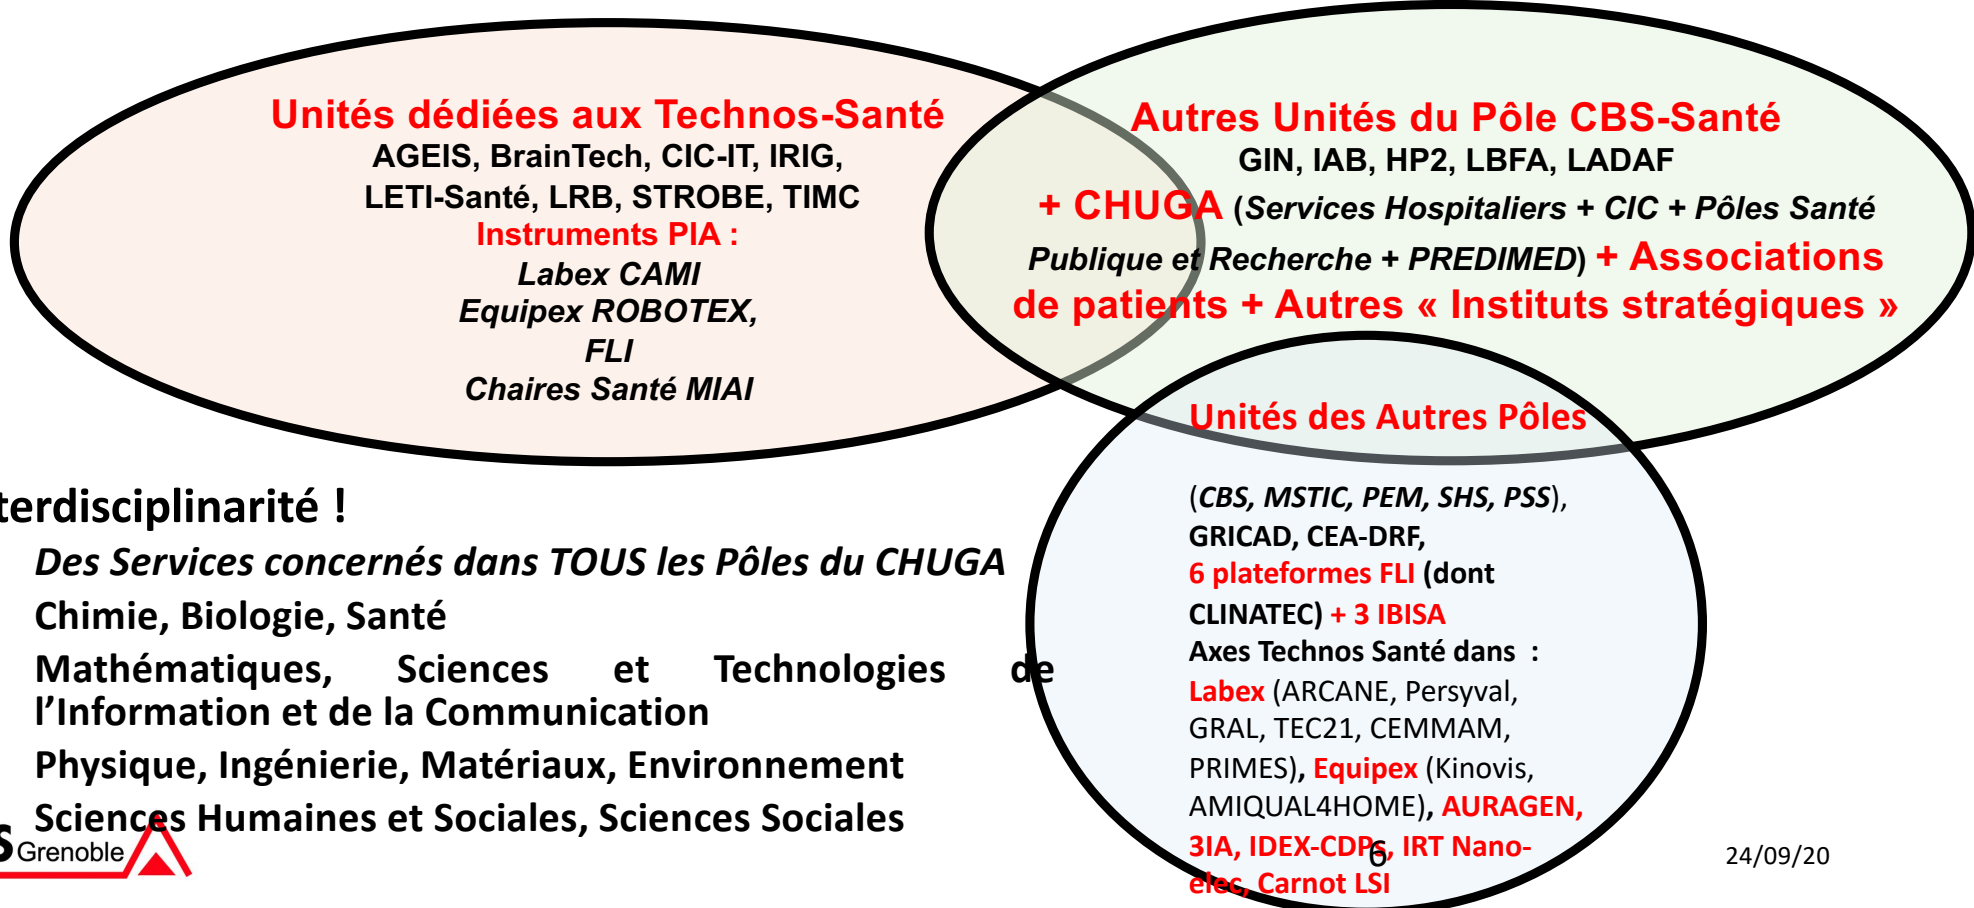 Unités dédiées aux Technos-Santé
AGEIS, BrainTech, CIC-IT, IRIG,
LETI-Santé, LRB, STROBE, TIMC
Instruments PIA :
Labex CAMI
Equipex ROBOTEX,
FLI
Chaires Santé MIAI
Autres Unités du Pôle CBS-Santé
GIN, IAB, HP2, LBFA, LADAF
+ CHUGA (Services Hospitaliers + CIC + Pôles Santé
Publique et Recherche + PREDIMED) + Associations
de patients + Autres « Instituts stratégiques »
Unités des Autres Pôles
(CBS, MSTIC, PEM, SHS, PSS),
GRICAD, CEA-DRF,
6 plateformes FLI (dont
CLINATEC) + 3 IBISA
Axes Technos Santé dans :
Labex (ARCANE, Persyval,
GRAL, TEC21, CEMMAM,
PRIMES), Equipex (Kinovis,
AMIQUAL4HOME), AURAGEN,
3IA, IDEX-CDPs, IRT Nano-
elec, Carnot LSI
terdisciplinarité !
Des Services concernés dans TOUS les Pôles du CHUGA
Chimie, Biologie, Santé
Mathématiques, Sciences et Technologies de
l'Information et de la Communication
Physique, Ingénierie, Matériaux, Environnement
Sciences Humaines et Sociales, Sciences Sociales
S Grenoble
6
24/09/20